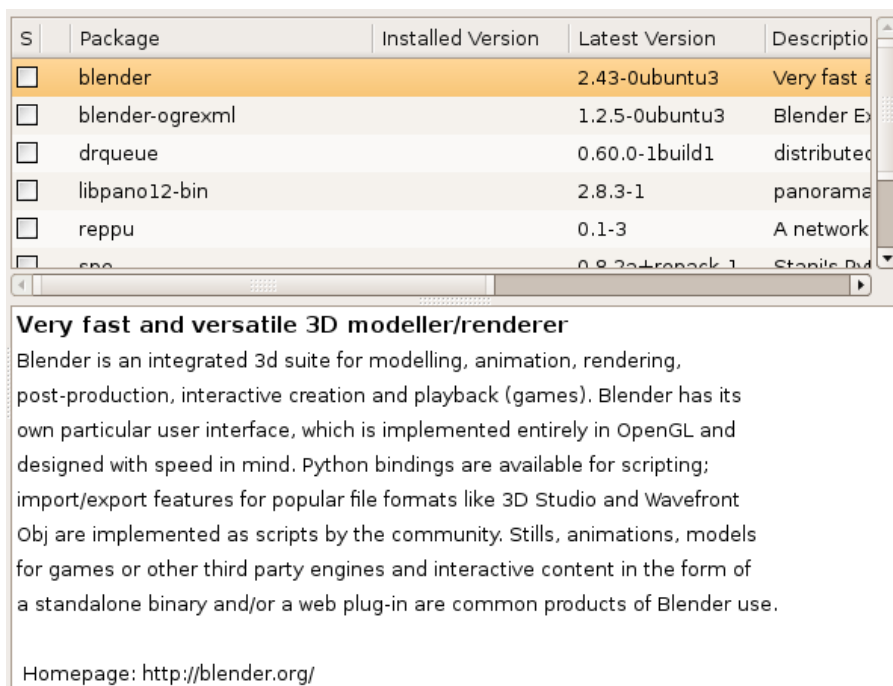 S Package Installed Version Latest Version Descriptio
blender 2.43-0ubuntu3 Very fast
blender-ogrexml 1.2.5-0ubuntu3 Blender
drqueue 0.60.0-1build1 distributed
libpano12-bin 2.8.3-1 panorama
reppu 0.1-3 A network
spe 0.8.2a+repack-1 Stani's
Very fast and versatile 3D modeller/renderer
Blender is an integrated 3d suite for modelling, animation, rendering,
post-production, interactive creation and playback (games). Blender has its
own particular user interface, which is implemented entirely in OpenGL and
designed with speed in mind. Python bindings are available for scripting;
import/export features for popular file formats like 3D Studio and Wavefront
Obj are implemented as scripts by the community. Stills, animations, models
for games or other third party engines and interactive content in the form of
a standalone binary and/or a web plug-in are common products of Blender use.
Homepage: http://blender.org/